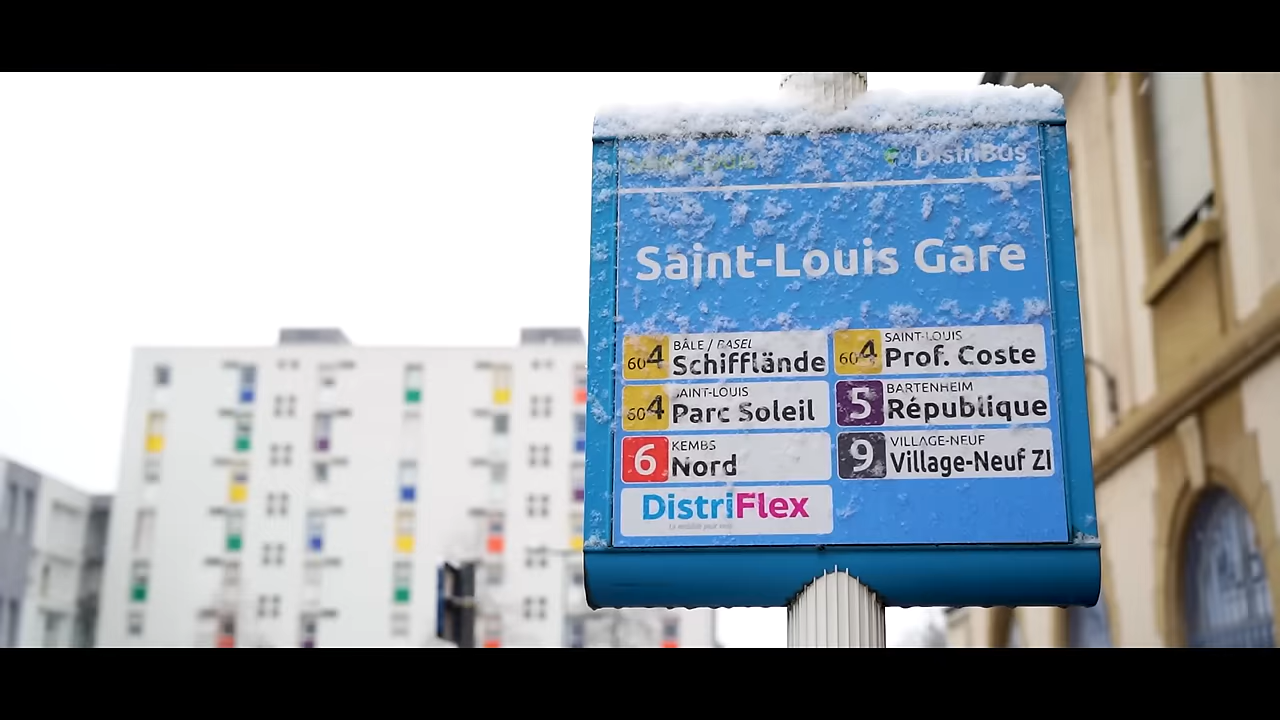 DistriBus
Saint-Louis Gare
604 BÂLE / BASEL
Schifflände
604 SAINT-LOUIS
Prof. Coste
604 SAINT-LOUIS
Parc Soleil
5 BARTENHEIM
République
6 KEMBS
Nord
9 VILLAGE-NEUF
Village-Neuf ZI
DistriFlex